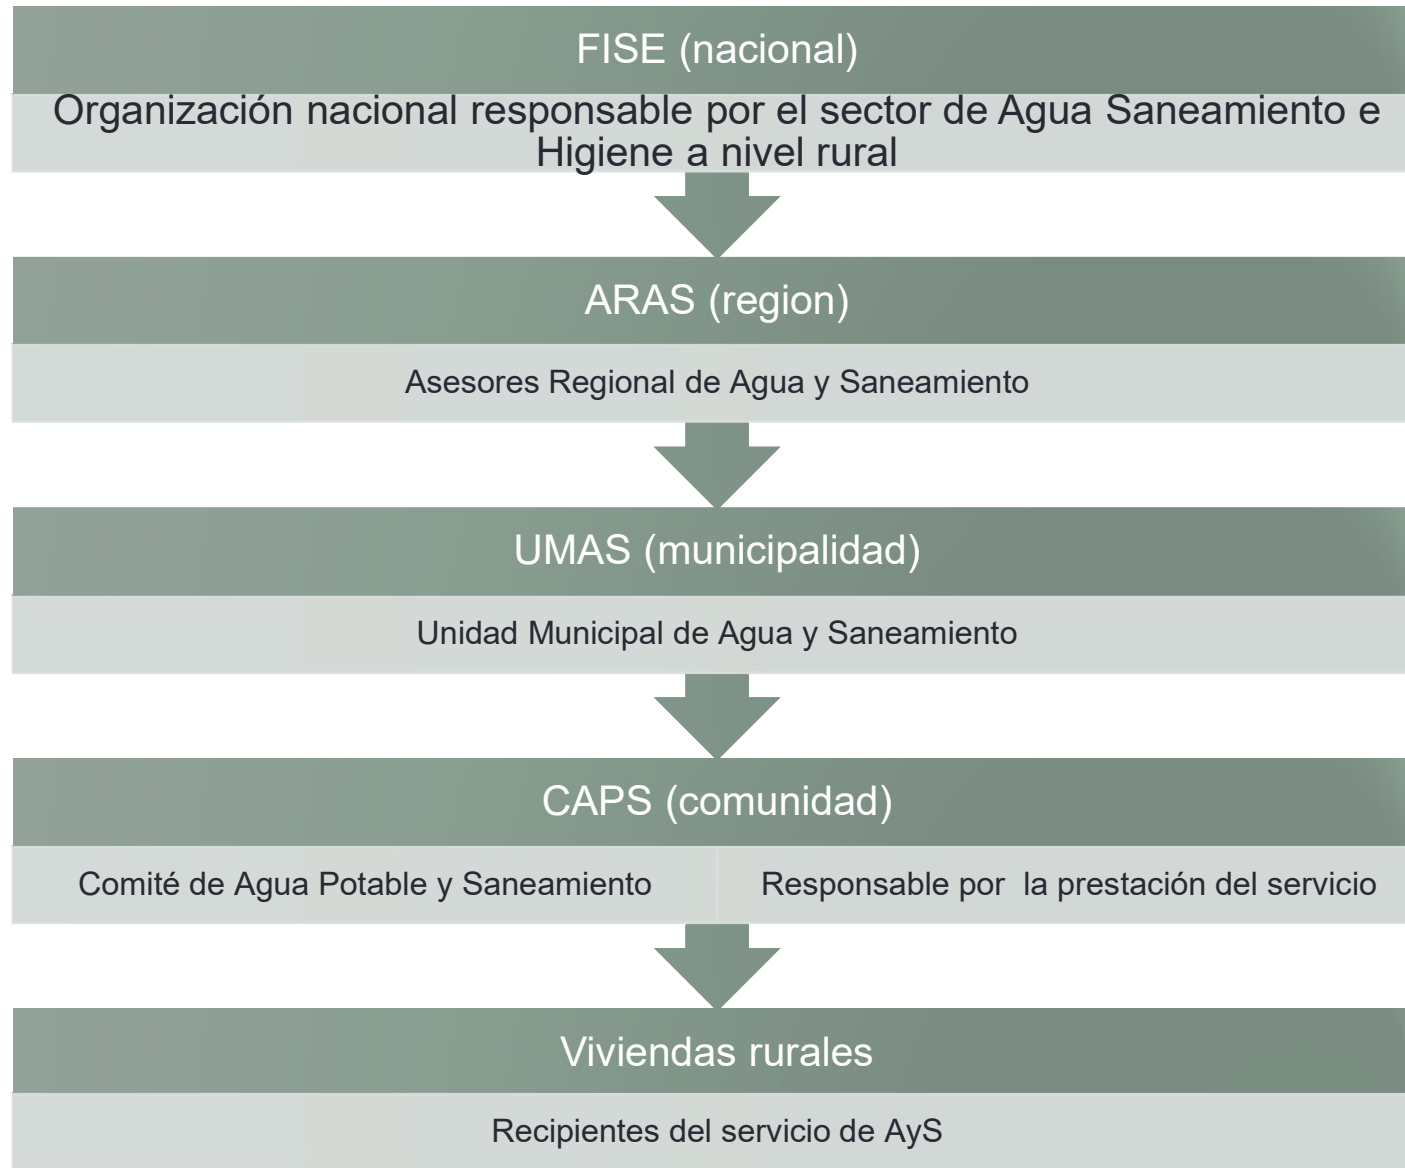 FISE (nacional)
Organización nacional responsable por el sector de Agua Saneamiento e
Higiene a nivel rural
ARAS (region)
Asesores Regional de Agua y Saneamiento
UMAS (municipalidad)
Unidad Municipal de Agua y Saneamiento
CAPS (comunidad)
Comité de Agua Potable y Saneamiento
Responsable por  la prestación del servicio
Viviendas rurales
Recipientes del servicio de AyS